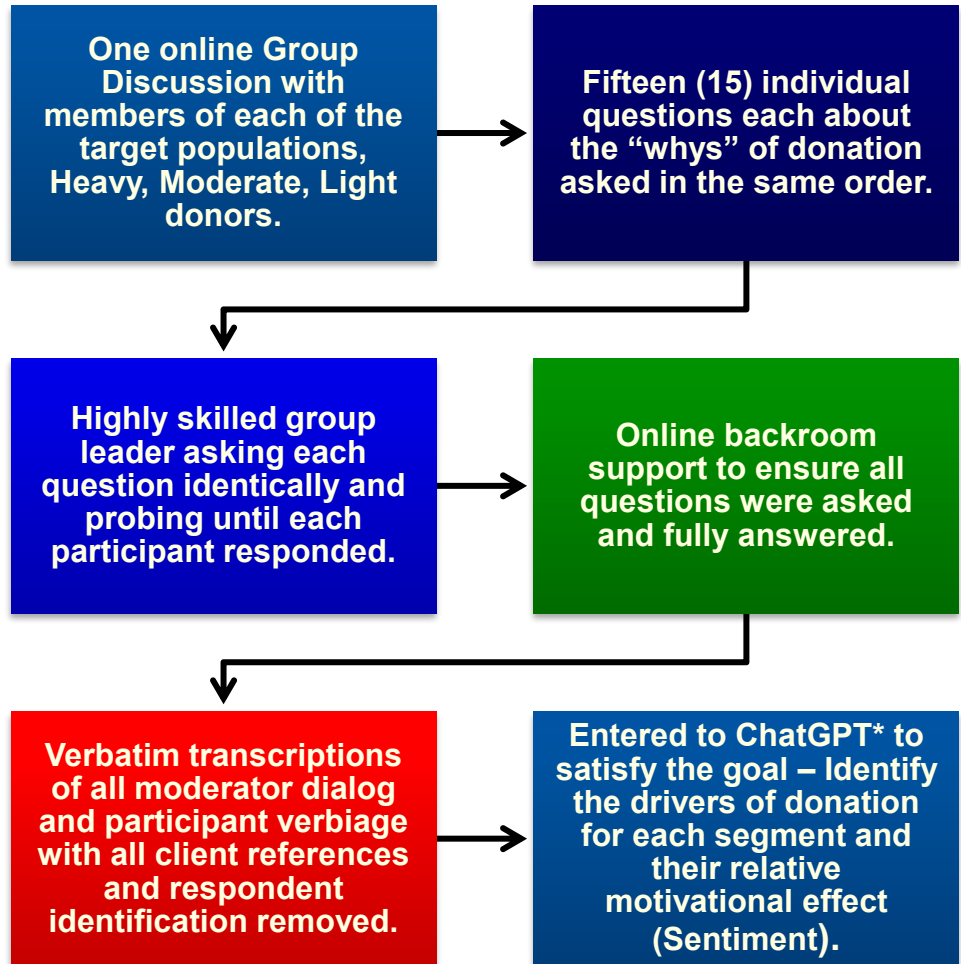 One online Group
Discussion with
members of each of the
target populations,
Heavy, Moderate, Light
donors.
Fifteen (15) individual
questions each about
the “whys” of donation
asked in the same order.
Highly skilled group
leader asking each
question identically and
probing until each
participant responded.
Online backroom
support to ensure all
questions were asked
and fully answered.
Verbatim transcriptions
of all moderator dialog
and participant verbiage
with all client references
and respondent
identification removed.
Entered to ChatGPT* to
satisfy the goal – Identify
the drivers of donation
for each segment and
their relative
motivational effect
(Sentiment).